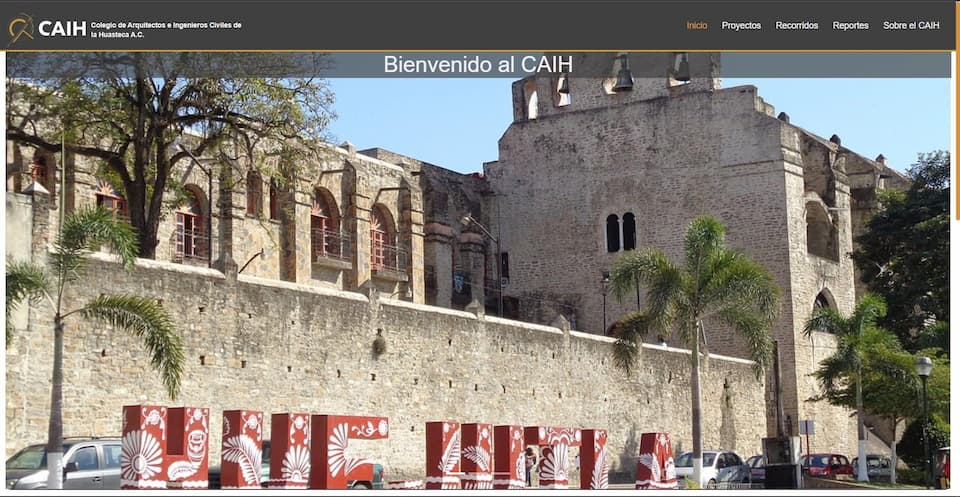 CAIH
Colegio de Arquitectos e Ingenieros Civiles de
la Huasteca A.C.
Inicio Proyectos Recorridos Reportes Sobre el CAIH
Bienvenido al CAIH
HUEJUTLA